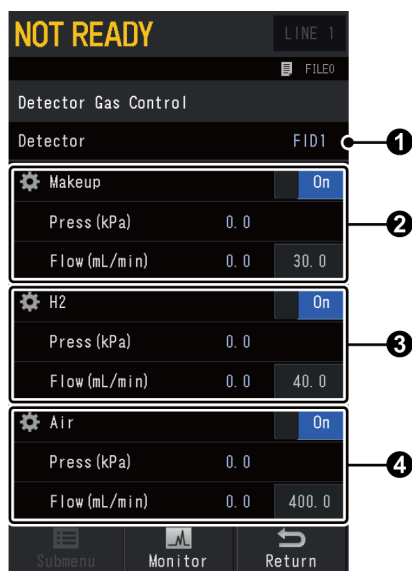 NOT READY LINE 1
FILE0
Detector Gas Control
Detector FID1 1
Makeup On
Press(kPa) 0.0 2
Flow(mL/min) 0.0 30.0
H2 On
Press(kPa) 0.0 3
Flow(mL/min) 0.0 40.0
Air On
Press(kPa) 0.0 4
Flow(mL/min) 0.0 400.0
Submenu Monitor Return